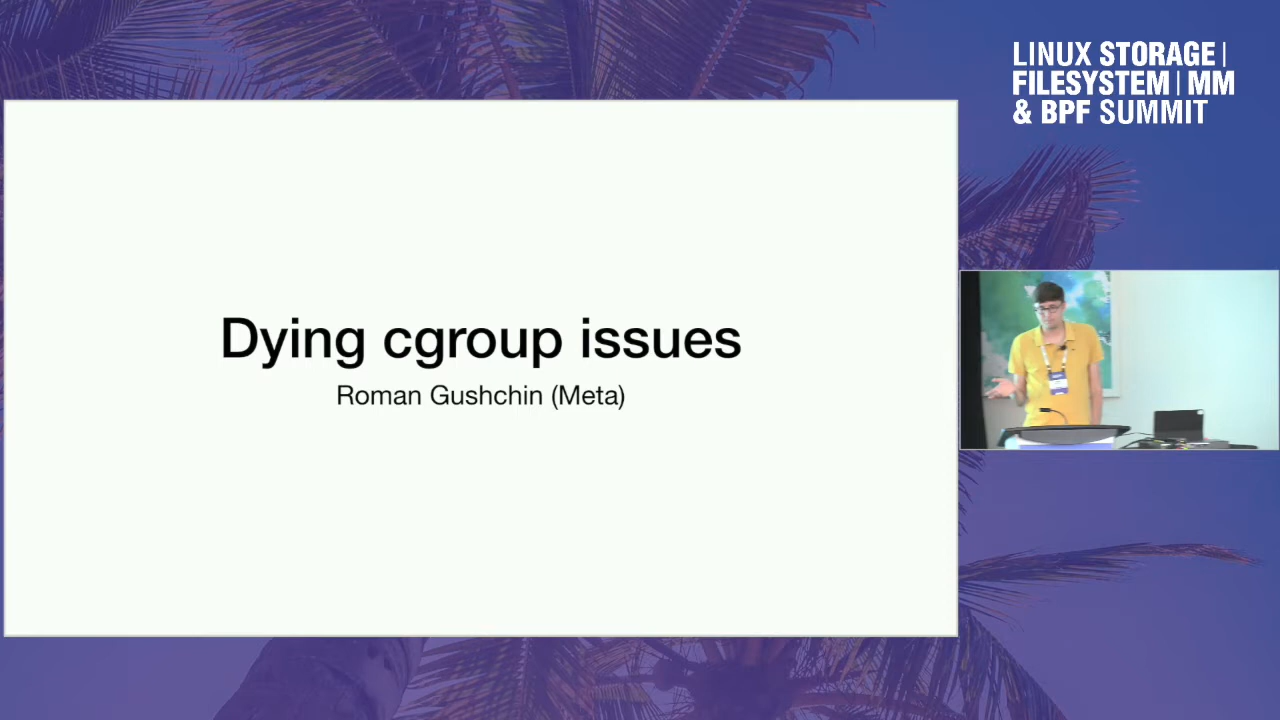 LINUX STORAGE |
FILESYSTEM | MM
& BPF SUMMIT
Dying cgroup issues
Roman Gushchin (Meta)